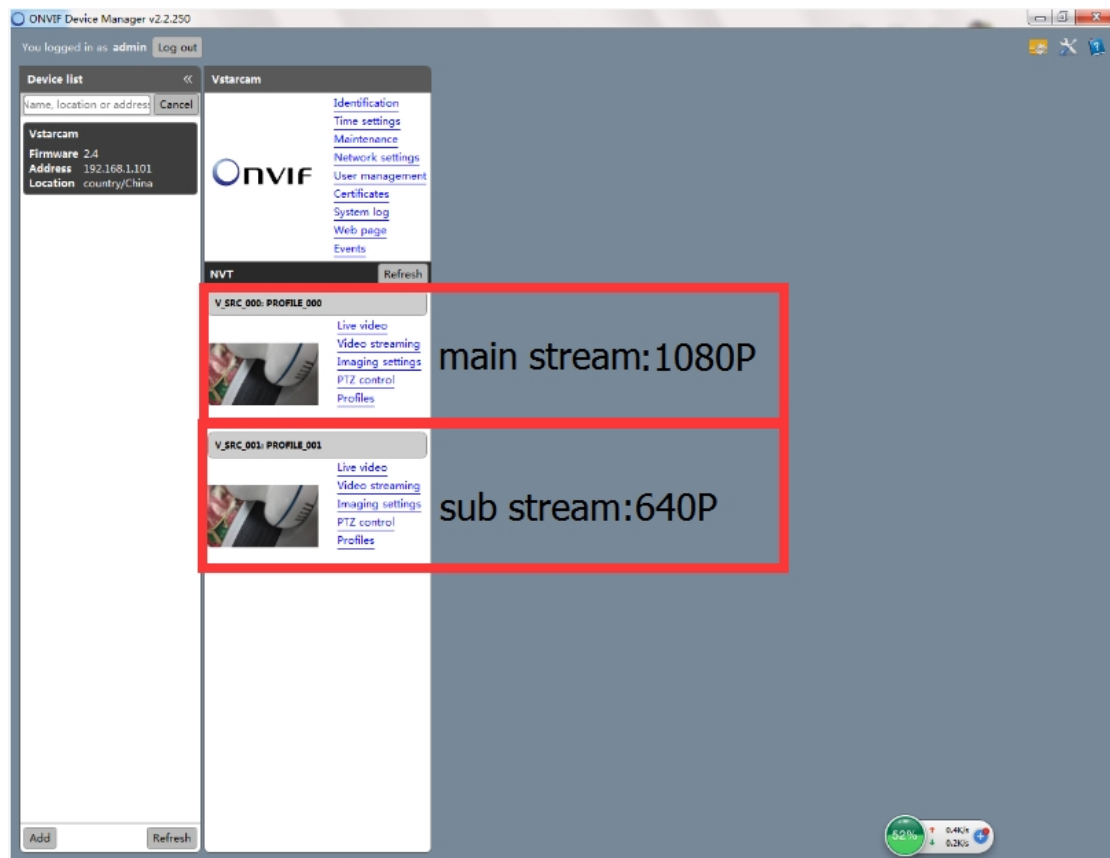 ONVIF Device Manager v2.2.250
You logged in as admin Log out
Device list
Name, location or address Cancel
Vstarcam
Firmware 2.4
Address 192.168.1.101
Location country/China
Add Refresh
Vstarcam
ONVIF
Identification
Time settings
Maintenance
Network settings
User management
Certificates
System log
Web page
Events
NVT Refresh
V_SRC_000: PROFILE_000
Live video
Video streaming
Imaging settings
PTZ control
Profiles
main stream:1080P
V_SRC_001: PROFILE_001
Live video
Video streaming
Imaging settings
PTZ control
Profiles
sub stream:640P
52%
0.4K/s
0.2K/s